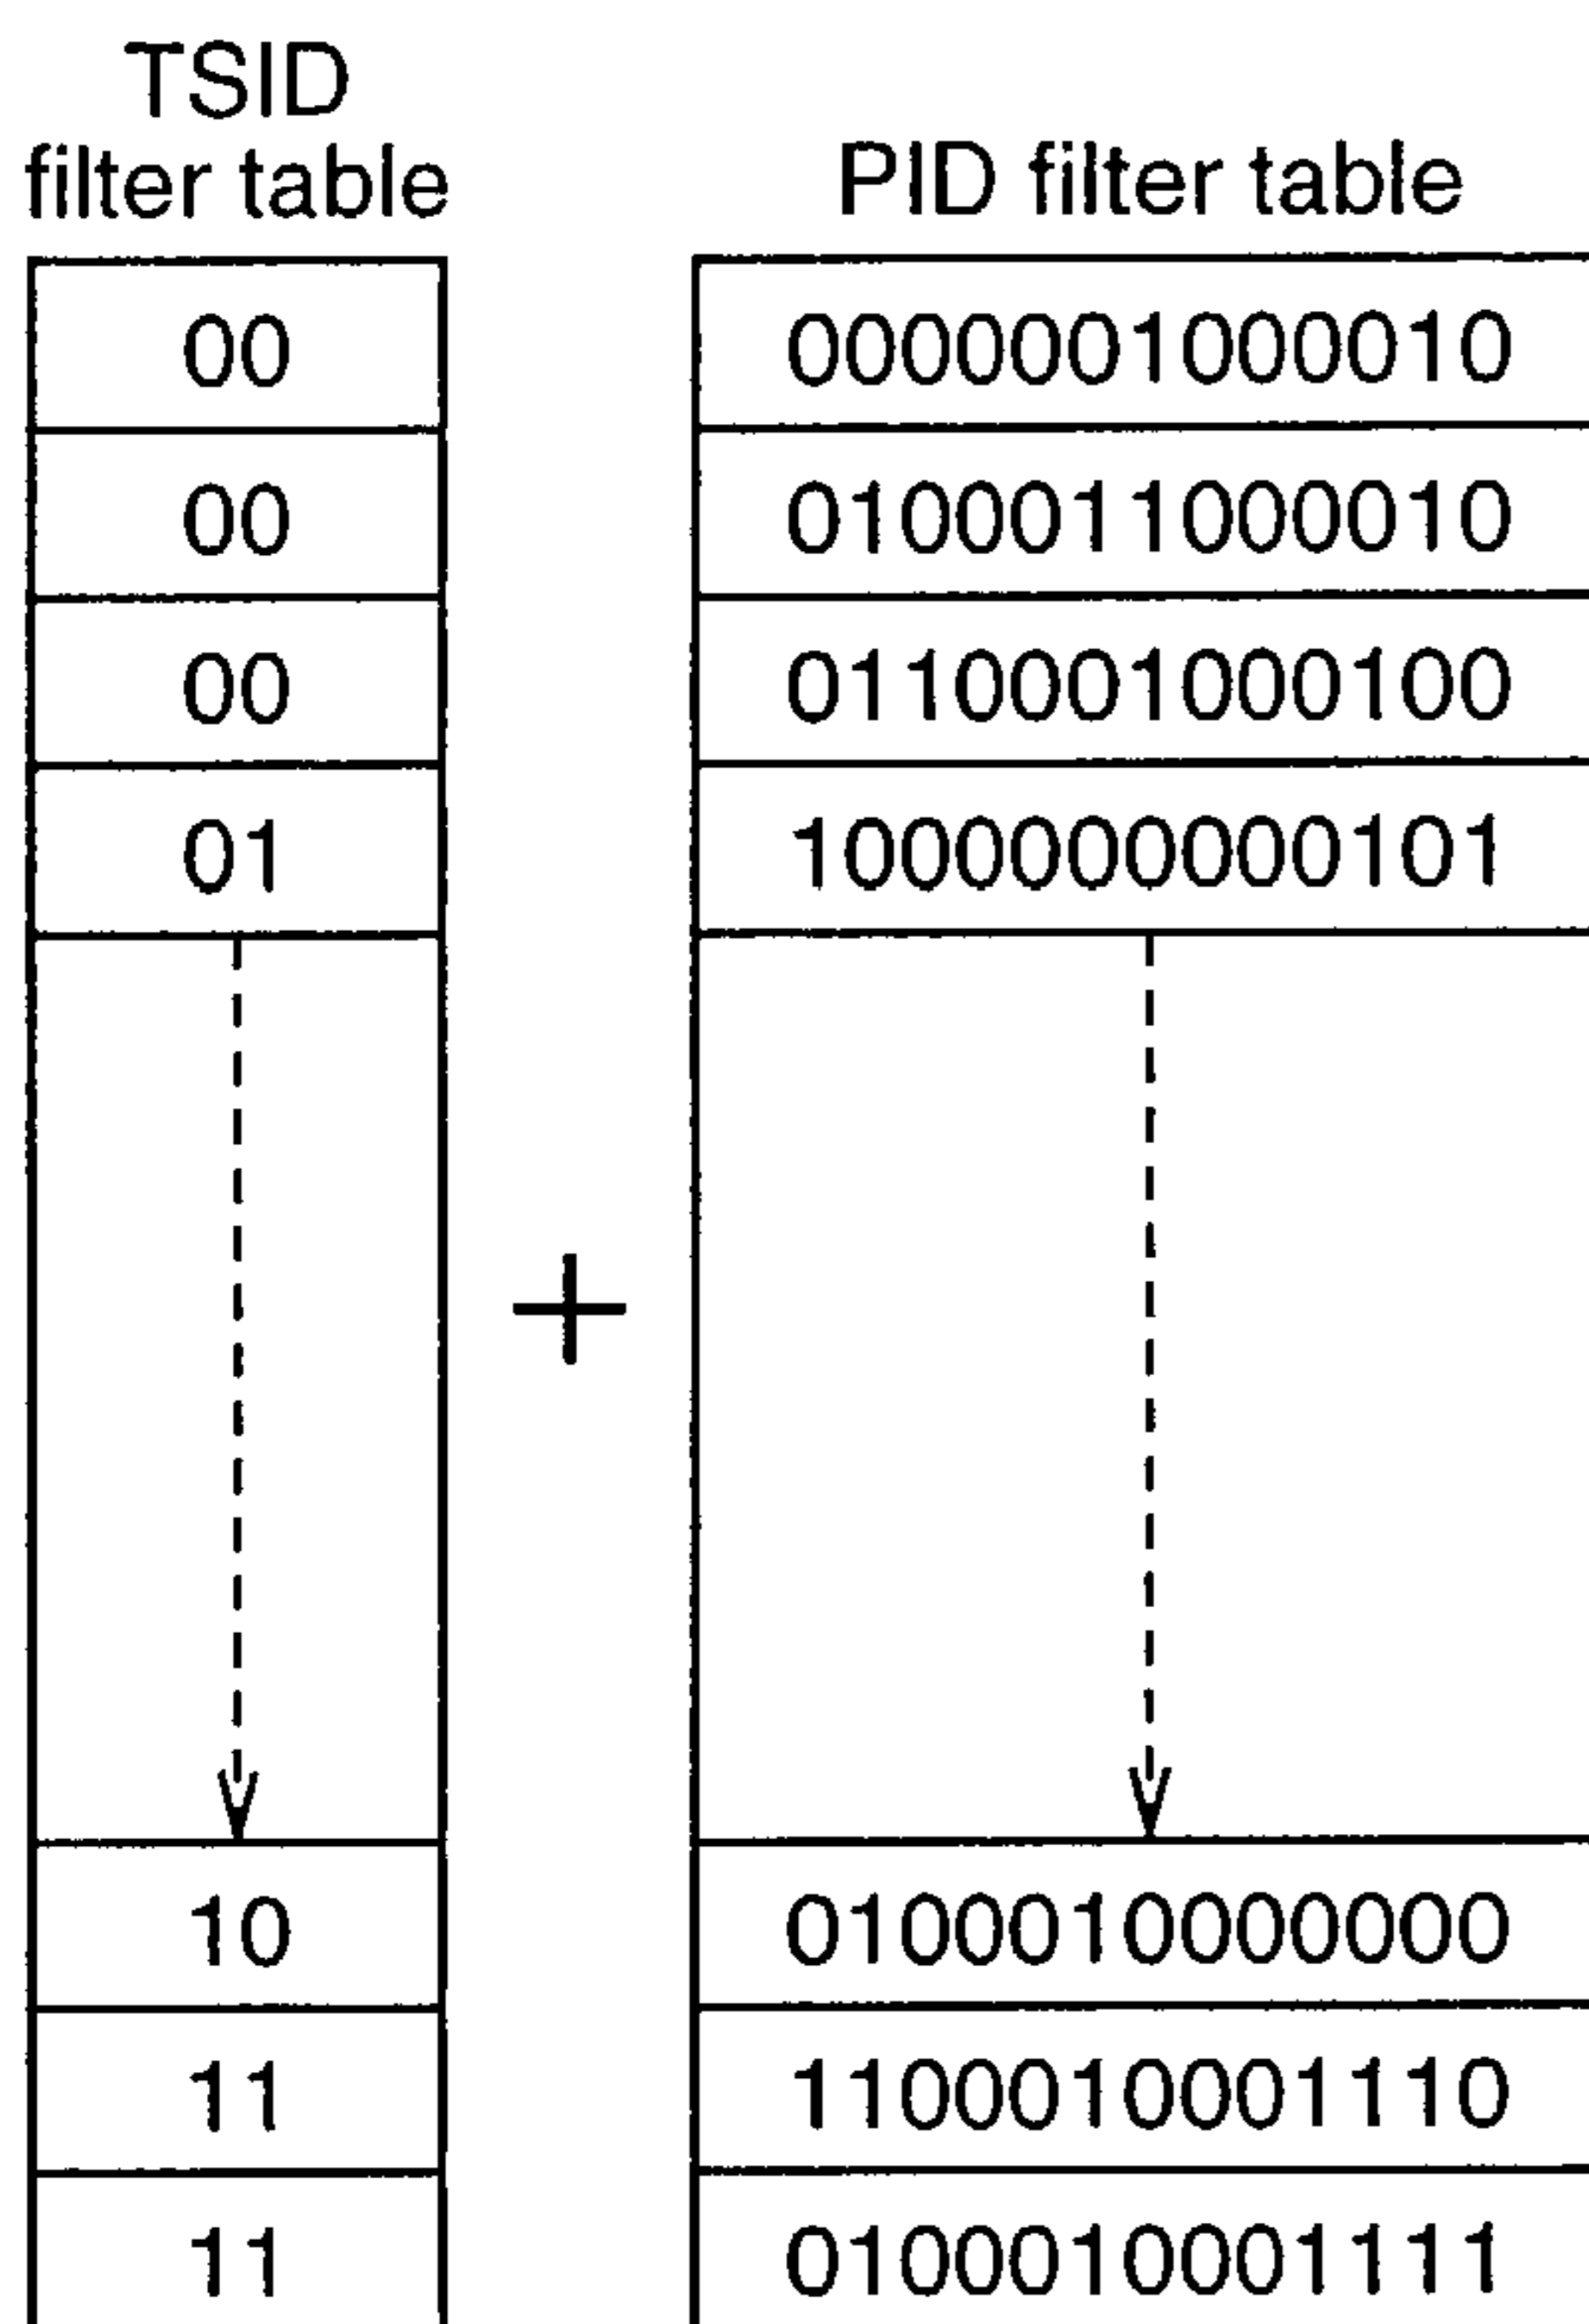 TSID
filter table
PID filter table
00 0000001000010
00 0100011000010
00 0110001000100
01 1000000000101
+
10 0100010000000
11 1100010001110
11 0100010001111